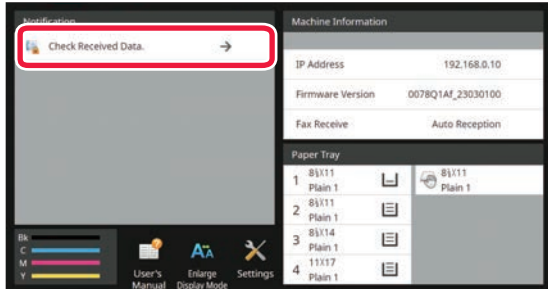 Notification
Check Received Data.
Machine Information
IP Address 192.168.0.10
Firmware Version 0078Q1Af_23030100
Fax Receive Auto Reception
Paper Tray
1 8½X11
Plain 1
2 8½X11
Plain 1
3 8½X14
Plain 1
4 11X17
Plain 1
8½X11
Plain 1
Bk
C
M
Y
User's Manual
Enlarge Display Mode
Settings